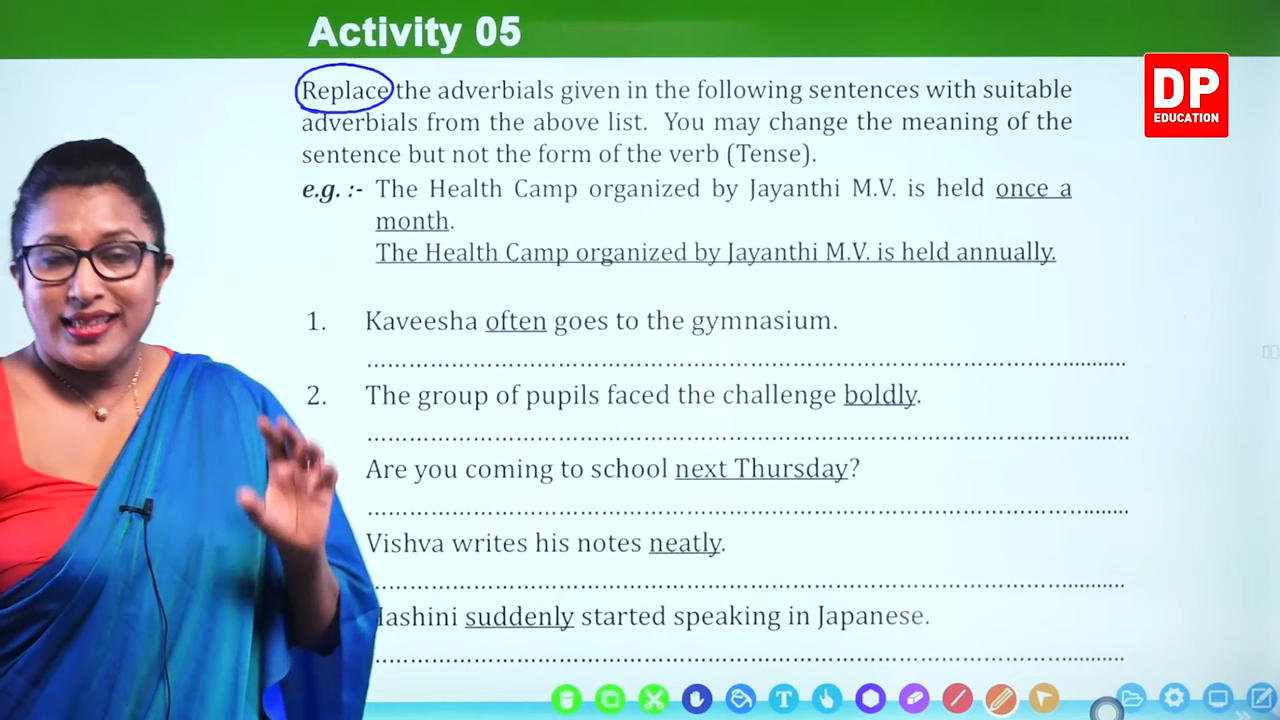 Activity 05
DP
EDUCATION
Replace the adverbials given in the following sentences with suitable
adverbials from the above list. You may change the meaning of the
sentence but not the form of the verb (Tense).
e.g. :- The Health Camp organized by Jayanthi M.V. is held once a
month.
The Health Camp organized by Jayanthi M.V. is held annually.
1. Kaveesha often goes to the gymnasium.
2. The group of pupils faced the challenge boldly.
Are you coming to school next Thursday?
Vishva writes his notes neatly.
suddenly started speaking in Japanese.